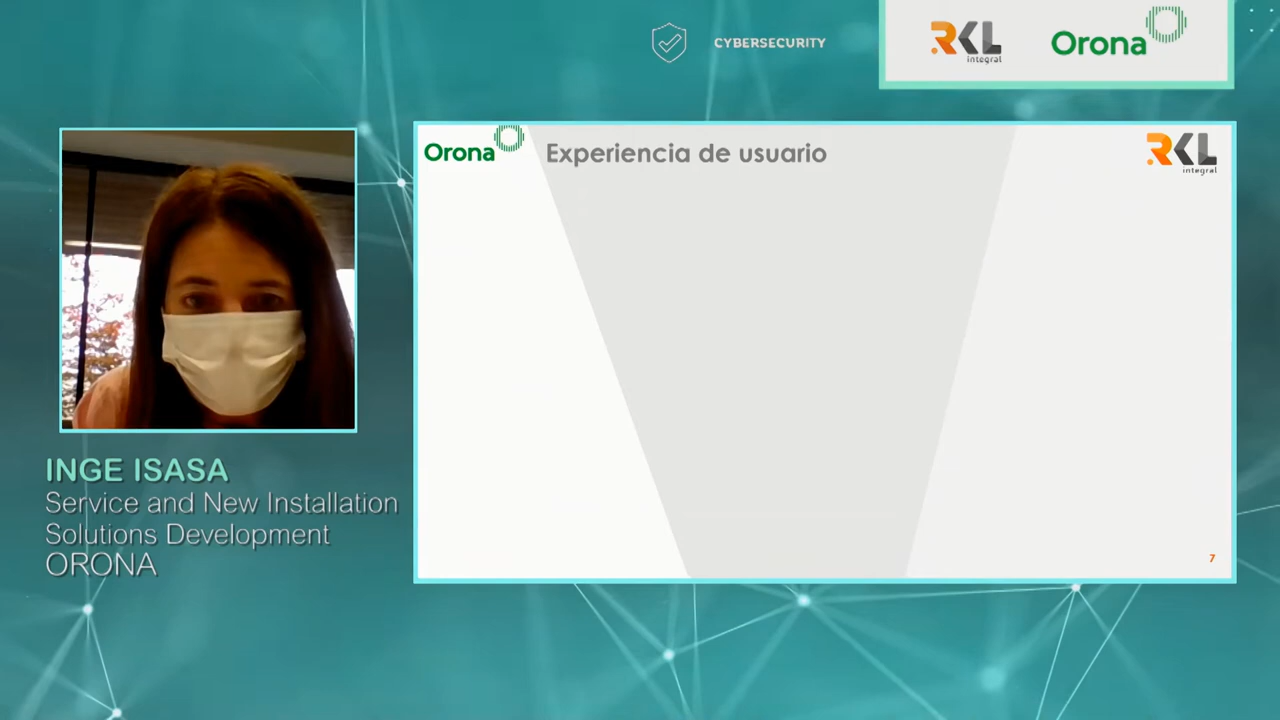 CYBERSECURITY
RKL
integral
Orona
Orona
Experiencia de usuario
RKL
integral
INGE ISASA
Service and New Installation
Solutions Development
ORONA
7